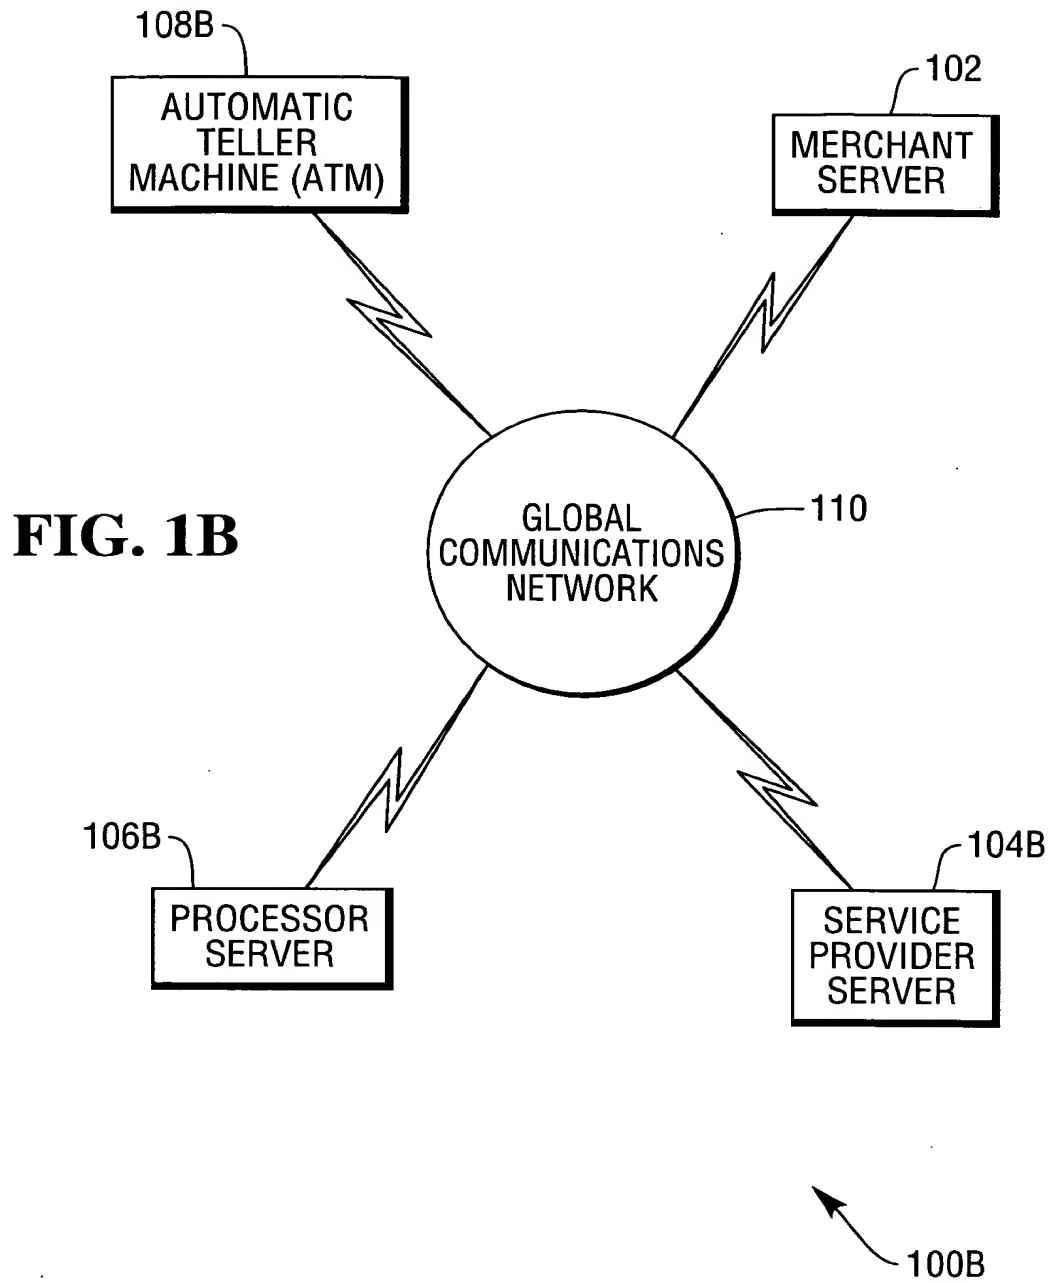 108B
AUTOMATIC
TELLER
MACHINE (ATM)
102
MERCHANT
SERVER
FIG. 1B
GLOBAL
COMMUNICATIONS
NETWORK
110
106B
PROCESSOR
SERVER
104B
SERVICE
PROVIDER
SERVER
100B